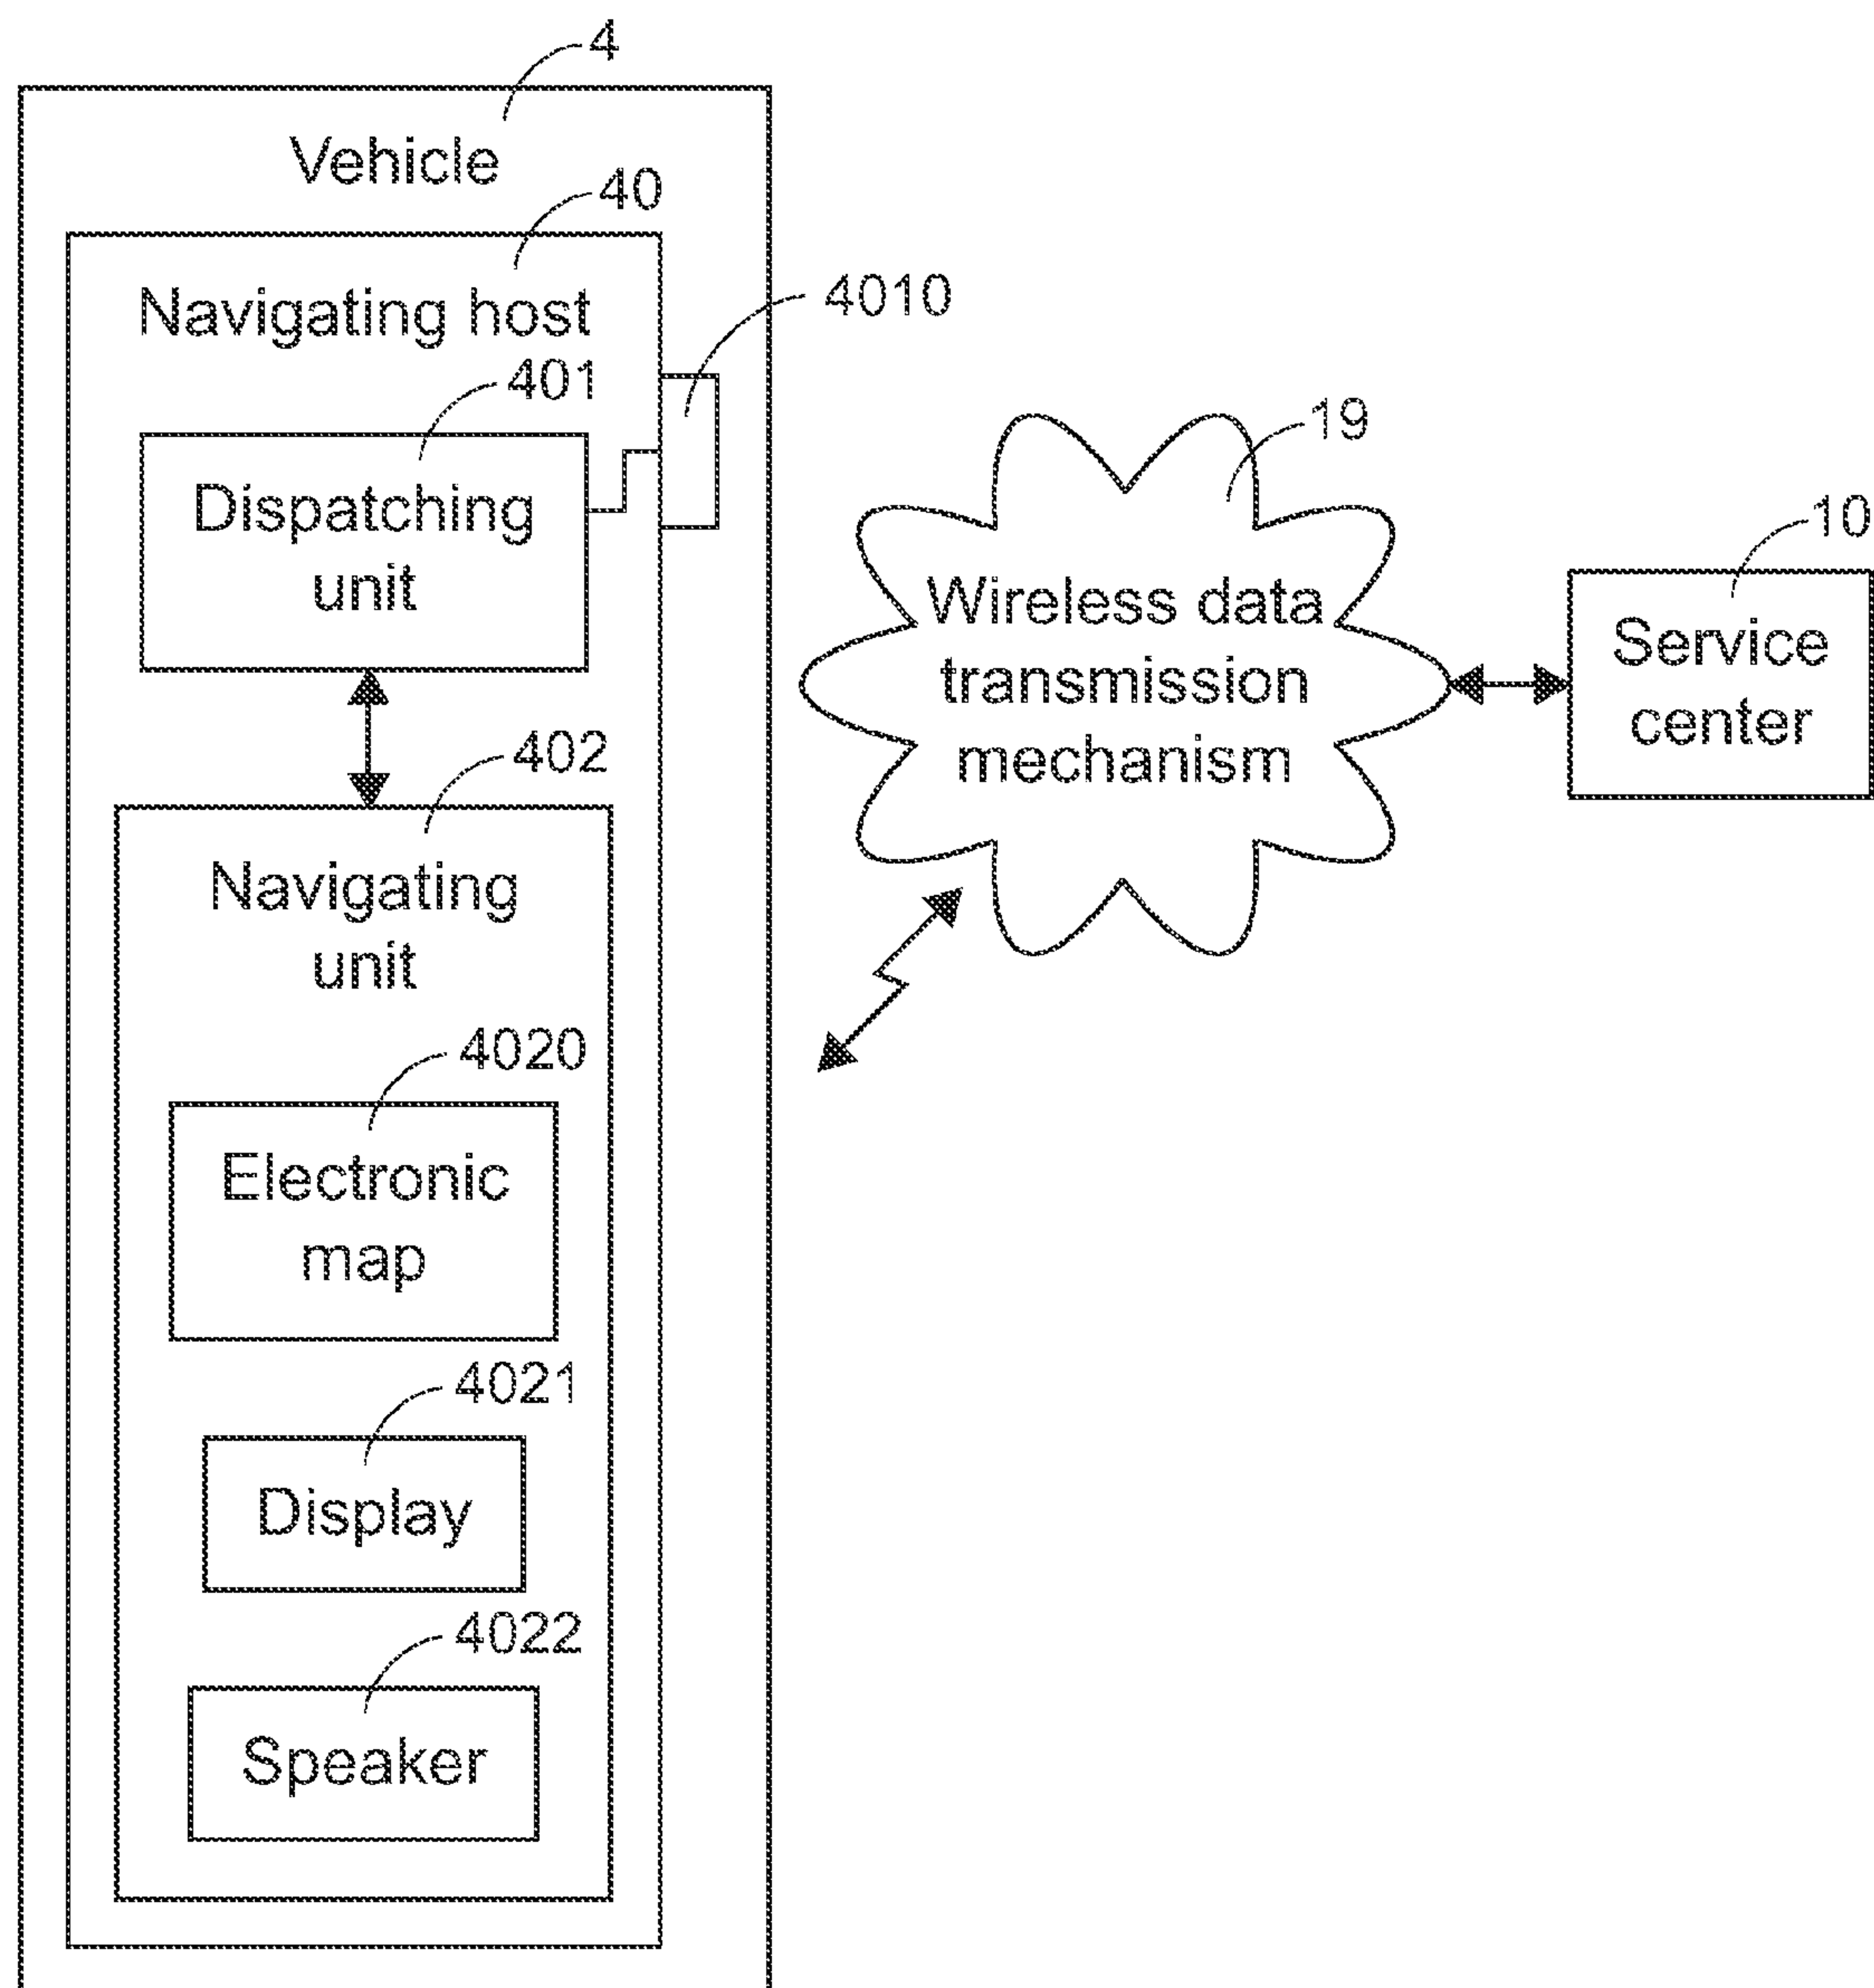 4
Vehicle
40
Navigating host
4010
401
Dispatching
unit
19
Wireless data
transmission
mechanism
10
Service
center
402
Navigating
unit
4020
Electronic
map
4021
Display
4022
Speaker